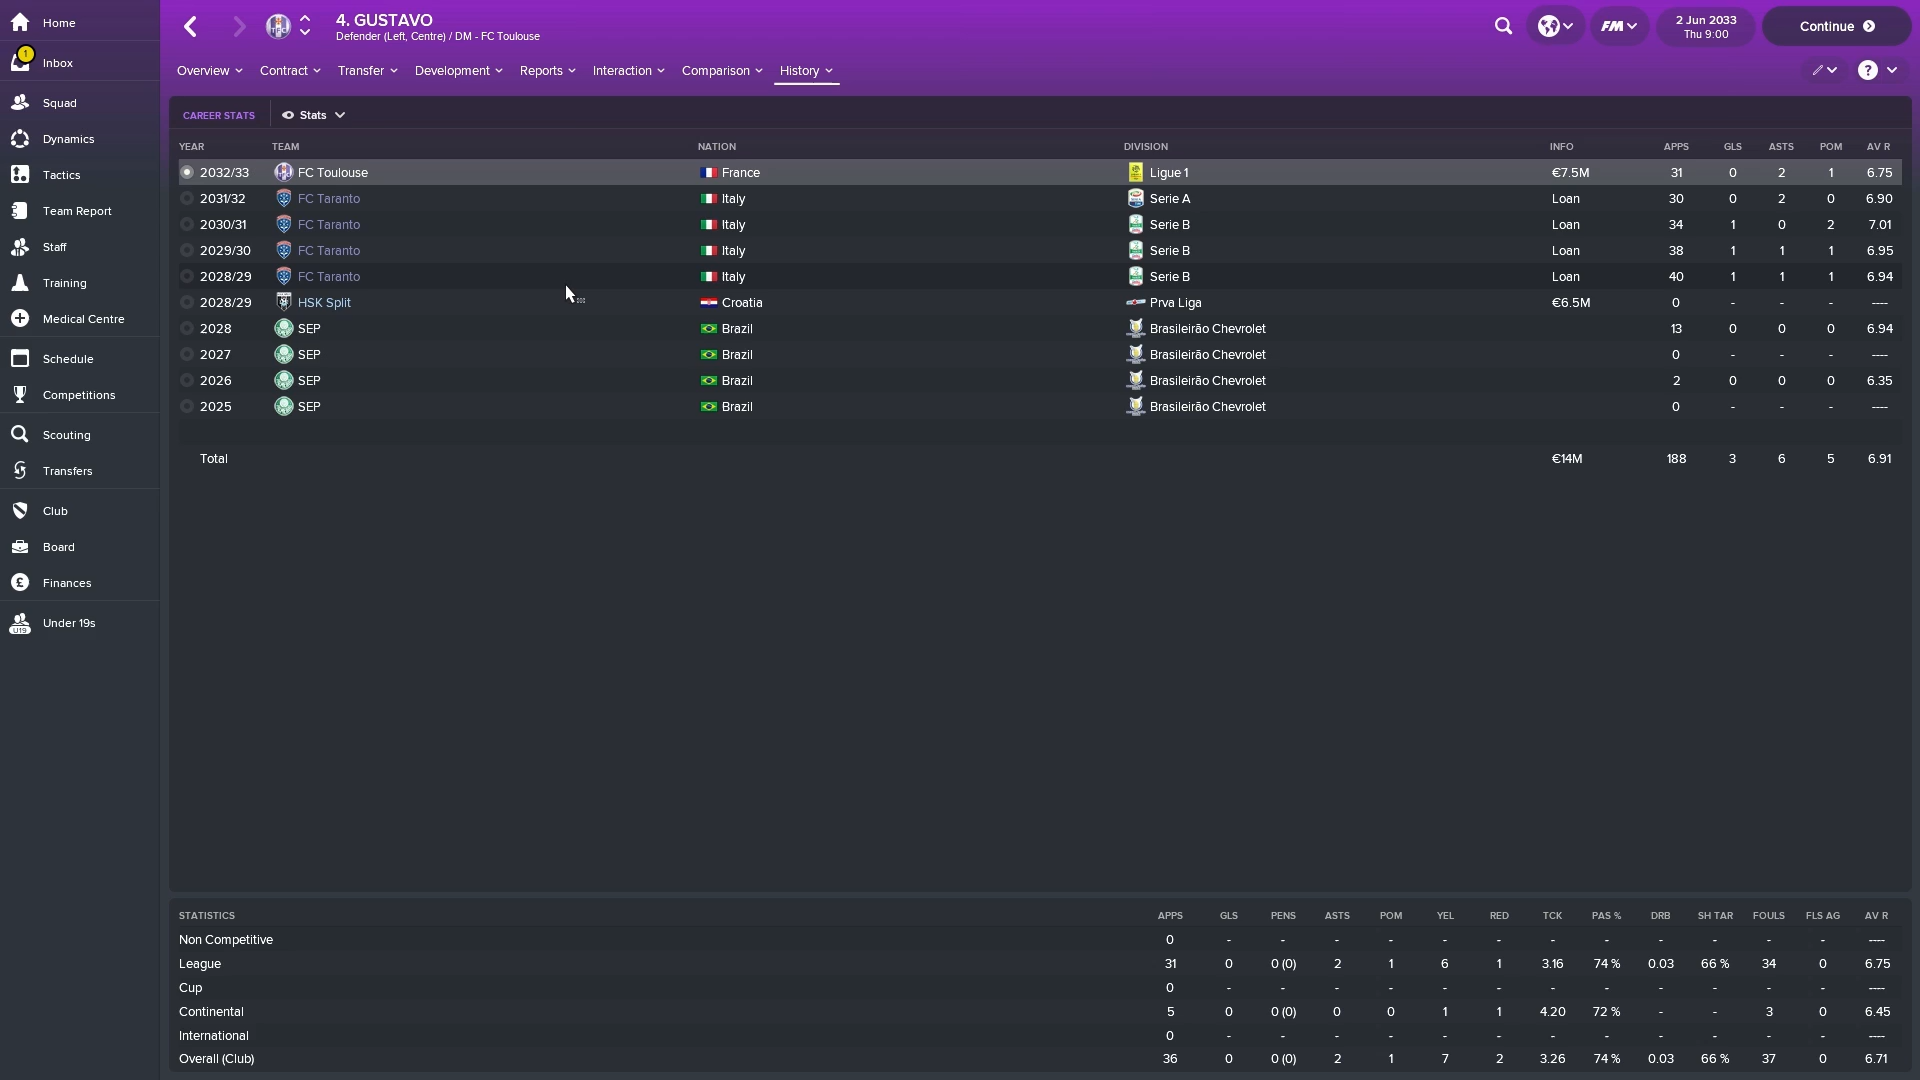 Home
1
Inbox
Squad
Dynamics
Tactics
Team Report
Staff
Training
Medical Centre
Schedule
Competitions
Scouting
Transfers
Club
Board
Finances
U19
Under 19s
4. GUSTAVO
Defender (Left, Centre) / DM - FC Toulouse
FM
2 Jun 2033
Thu 9:00
Continue
Overview Contract Transfer Development Reports Interaction Comparison History
?
CAREER STATS Stats
YEAR TEAM NATION DIVISION INFO APPS GLS ASTS POM AV R
2032/33 FC Toulouse France Ligue 1 €7.5M 31 0 2 1 6.75
2031/32 FC Taranto Italy Serie A Loan 30 0 2 0 6.90
2030/31 FC Taranto Italy Serie B Loan 34 1 0 2 7.01
2029/30 FC Taranto Italy Serie B Loan 38 1 1 1 6.95
2028/29 FC Taranto Italy Serie B Loan 40 1 1 1 6.94
2028/29 HSK Split Croatia Prva Liga €6.5M 0 - - - ----
2028 SEP Brazil Brasileirão Chevrolet 13 0 0 0 6.94
2027 SEP Brazil Brasileirão Chevrolet 0 - - - ----
2026 SEP Brazil Brasileirão Chevrolet 2 0 0 0 6.35
2025 SEP Brazil Brasileirão Chevrolet 0 - - - ----
Total €14M 188 3 6 5 6.91
STATISTICS APPS GLS PENS ASTS POM YEL RED TCK PAS % DRB SH TAR FOULS FLS AG AV R
Non Competitive 0 - - - - - - - - - - - - ----
League 31 0 0 (0) 2 1 6 1 3.16 74 % 0.03 66 % 34 0 6.75
Cup 0 - - - - - - - - - - - - ----
Continental 5 0 0 (0) 0 0 1 1 4.20 72 % - - 3 0 6.45
International 0 - - - - - - - - - - - - ----
Overall (Club) 36 0 0 (0) 2 1 7 2 3.26 74 % 0.03 66 % 37 0 6.71